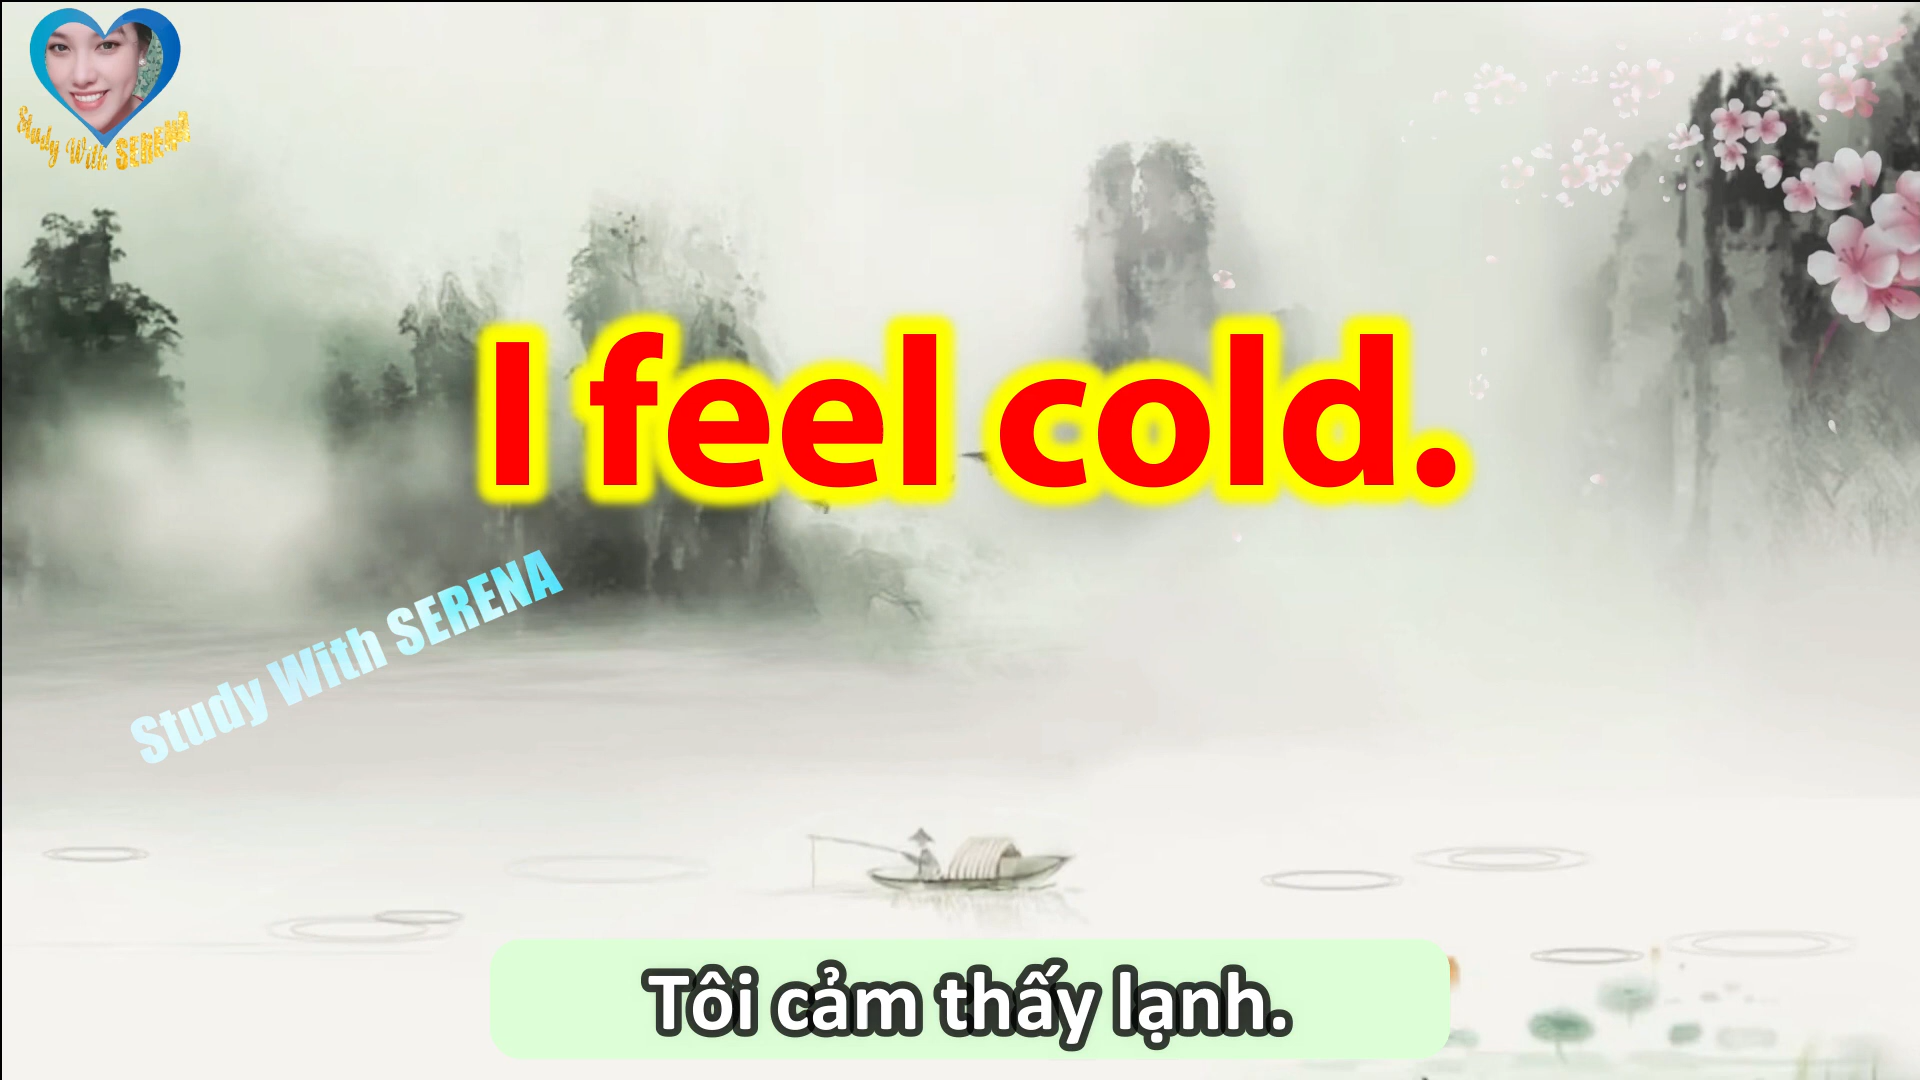 Study With SERENA
I feel cold.
Study With SERENA
Tôi cảm thấy lạnh.